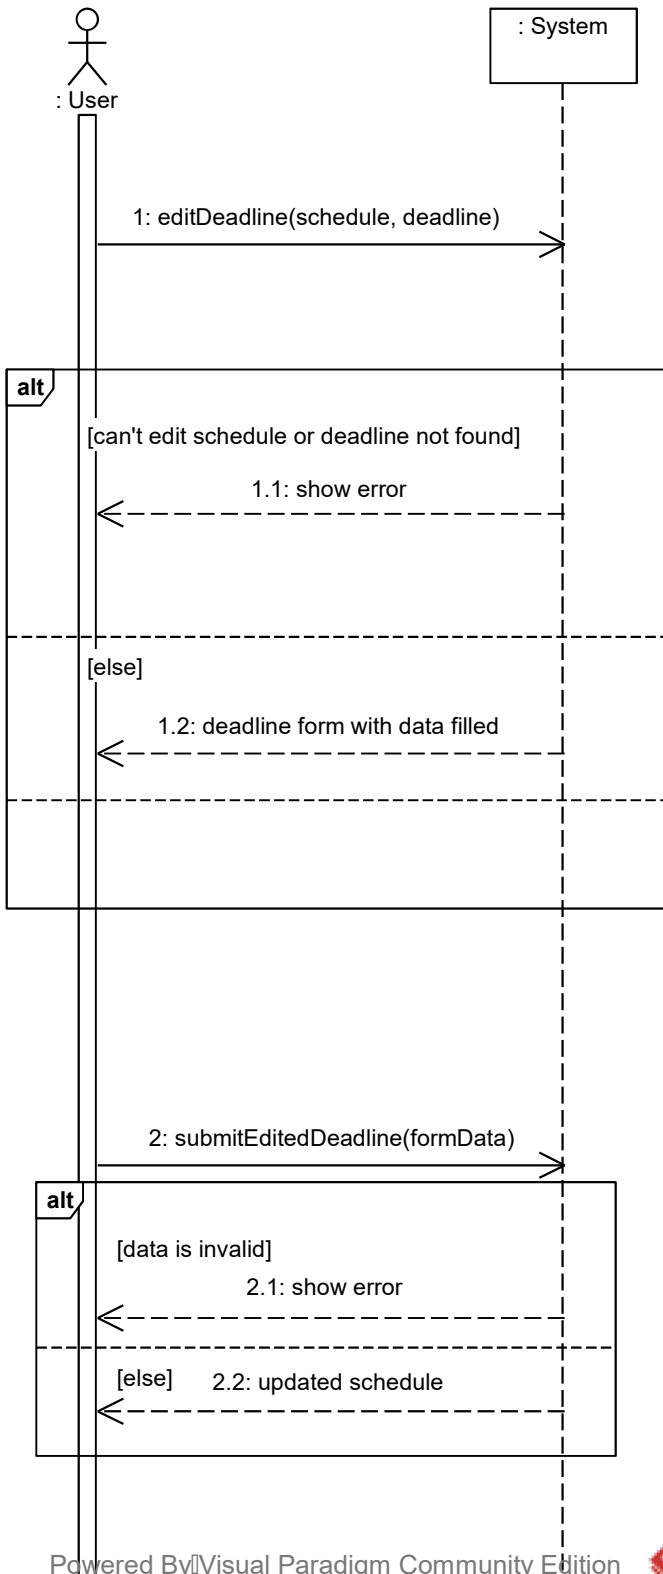 : System
: User
1: editDeadline(schedule, deadline)
alt
[can't edit schedule or deadline not found]
1.1: show error
[else]
1.2: deadline form with data filled
2: submitEditedDeadline(formData)
alt
[data is invalid]
2.1: show error
[else]
2.2: updated schedule
Powered By Visual Paradigm Community Edition